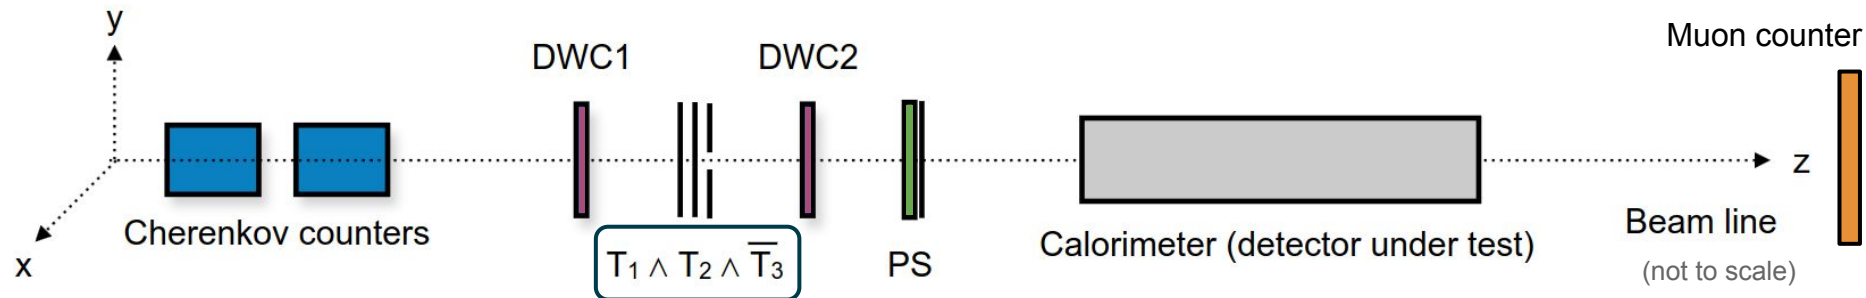 y
x
Cherenkov counters
DWC1
T₁ ∧ T₂ ∧ T̅₃
DWC2
PS
Calorimeter (detector under test)
Muon counter
z
Beam line
(not to scale)